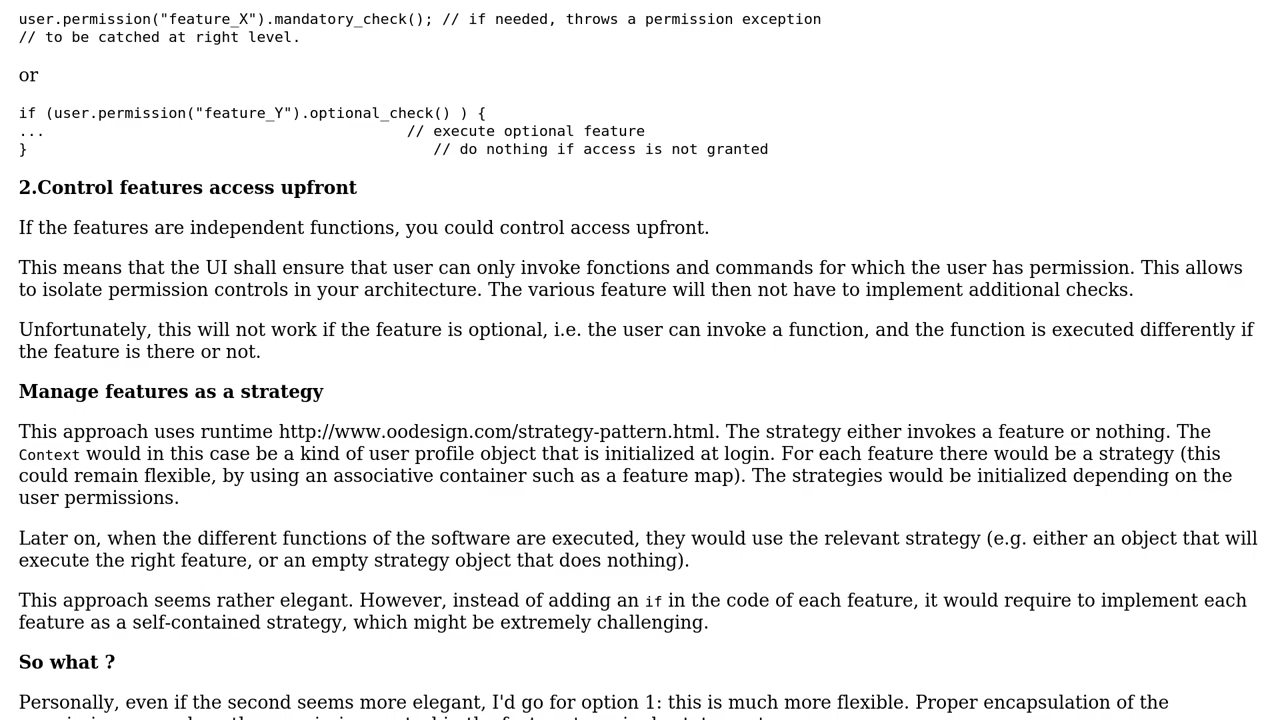 user.permission("feature_X").mandatory_check(); // if needed, throws a permission exception
// to be catched at right level.
or
if (user.permission("feature_Y").optional_check() ) {
... // execute optional feature
} // do nothing if access is not granted
2.Control features access upfront
If the features are independent functions, you could control access upfront.
This means that the UI shall ensure that user can only invoke fonctions and commands for which the user has permission. This allows
to isolate permission controls in your architecture. The various feature will then not have to implement additional checks.
Unfortunately, this will not work if the feature is optional, i.e. the user can invoke a function, and the function is executed differently if
the feature is there or not.
Manage features as a strategy
This approach uses runtime http://www.oodesign.com/strategy-pattern.html. The strategy either invokes a feature or nothing. The
Context would in this case be a kind of user profile object that is initialized at login. For each feature there would be a strategy (this
could remain flexible, by using an associative container such as a feature map). The strategies would be initialized depending on the
user permissions.
Later on, when the different functions of the software are executed, they would use the relevant strategy (e.g. either an object that will
execute the right feature, or an empty strategy object that does nothing).
This approach seems rather elegant. However, instead of adding an if in the code of each feature, it would require to implement each
feature as a self-contained strategy, which might be extremely challenging.
So what ?
Personally, even if the second seems more elegant, I'd go for option 1: this is much more flexible. Proper encapsulation of the